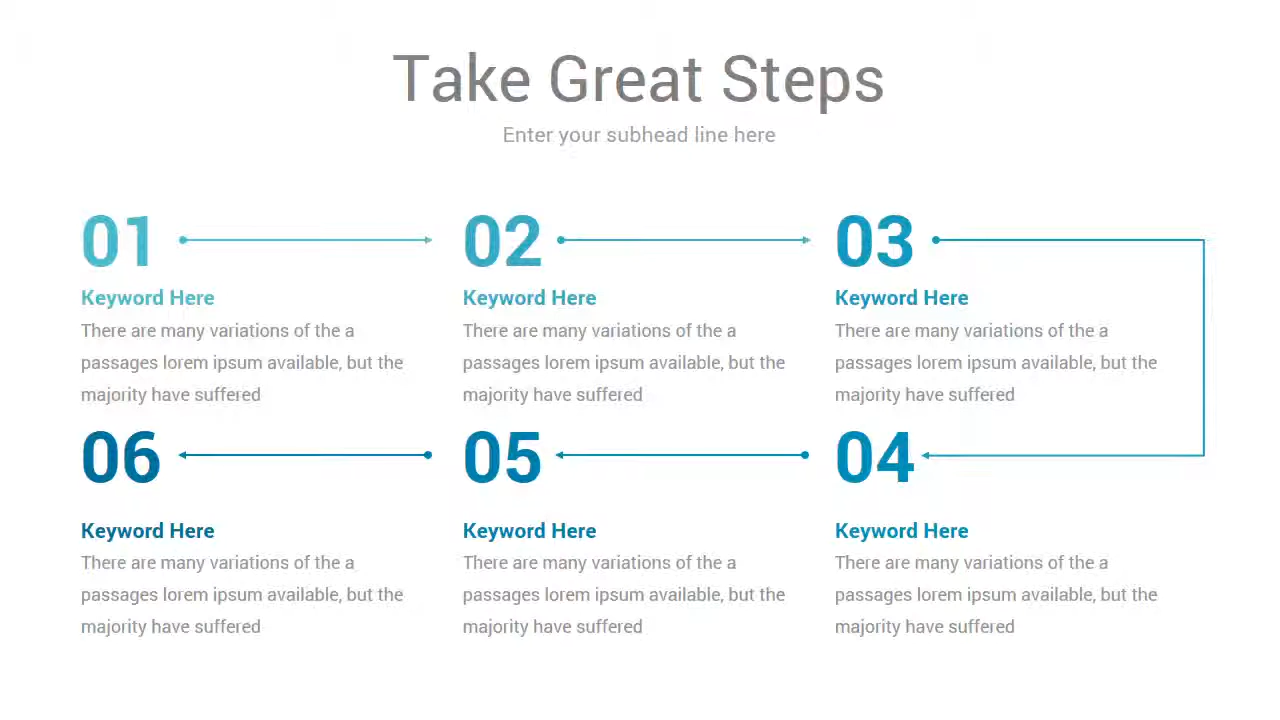 Take Great Steps
Enter your subhead line here
01
Keyword Here
There are many variations of the a
passages lorem ipsum available, but the
majority have suffered
02
Keyword Here
There are many variations of the a
passages lorem ipsum available, but the
majority have suffered
03
Keyword Here
There are many variations of the a
passages lorem ipsum available, but the
majority have suffered
04
Keyword Here
There are many variations of the a
passages lorem ipsum available, but the
majority have suffered
05
Keyword Here
There are many variations of the a
passages lorem ipsum available, but the
majority have suffered
06
Keyword Here
There are many variations of the a
passages lorem ipsum available, but the
majority have suffered